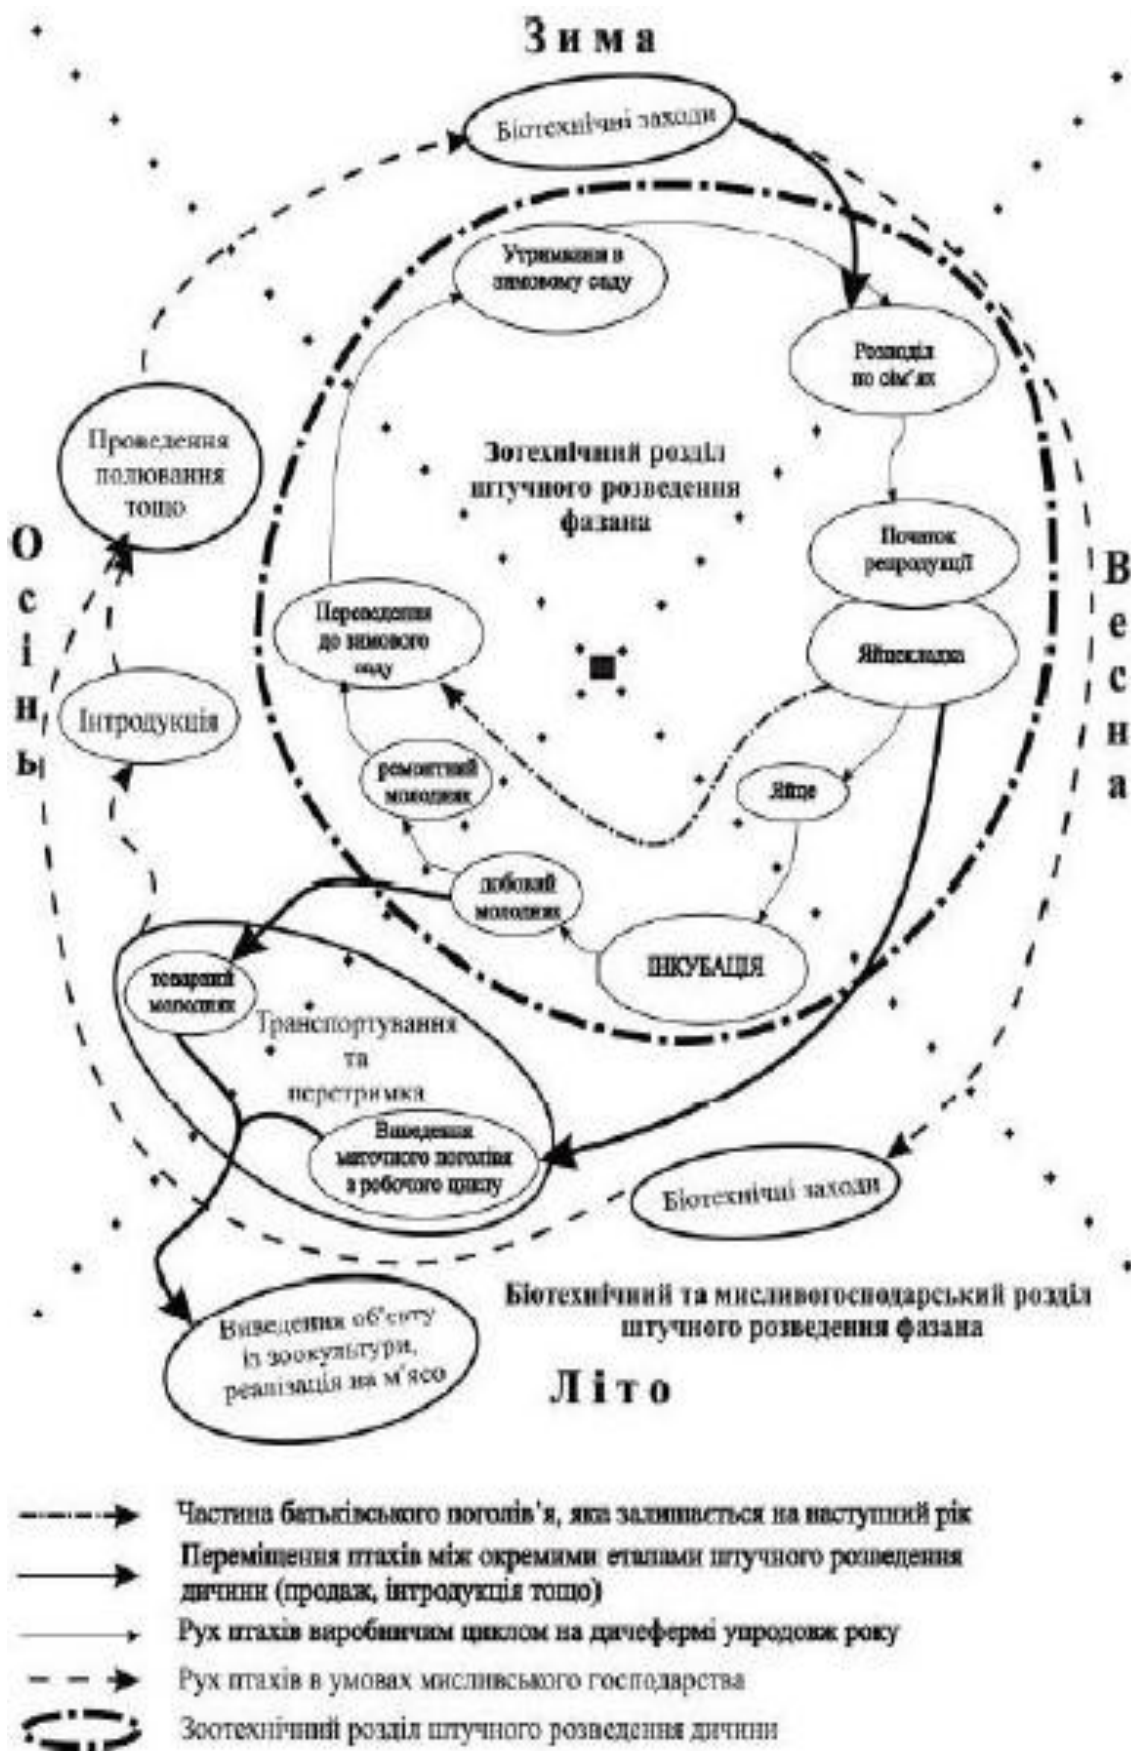 Зима
Біотехнічні заходи
Утримання в
зимовому саду
Розподіл
по сім'ях
Проведення
полювання
тощо
Зотехнічний розділ
штучного розведення
фазана
Осінь
Весна
Початок
репродукції
Переведення
до зимового
саду
Яйцекладка
Інтродукція
ремонтний
молодняк
Яйце
добовий
молодняк
ІНКУБАЦІЯ
товарний
молодняк
Транспортування
та
перетримка
Виведення
маточного поголівя
з робочого циклу
Біотехнічні заходи
Біотехнічний та мисливогосподарський розділ
штучного розведення фазана
Виведення об'єкту
із зоокультури,
реалізація на м'ясо
Літо
Частина батьківського поголів'я, яка залишається на наступний рік
Переміщення птахів між окремими етапами штучного розведення
дичини (продаж, інтродукція тощо)
Рух птахів виробничим циклом на дичефермі упродовж року
Рух птахів в умовах мисливського господарства
Зоотехнічний розділ штучного розведення дичини